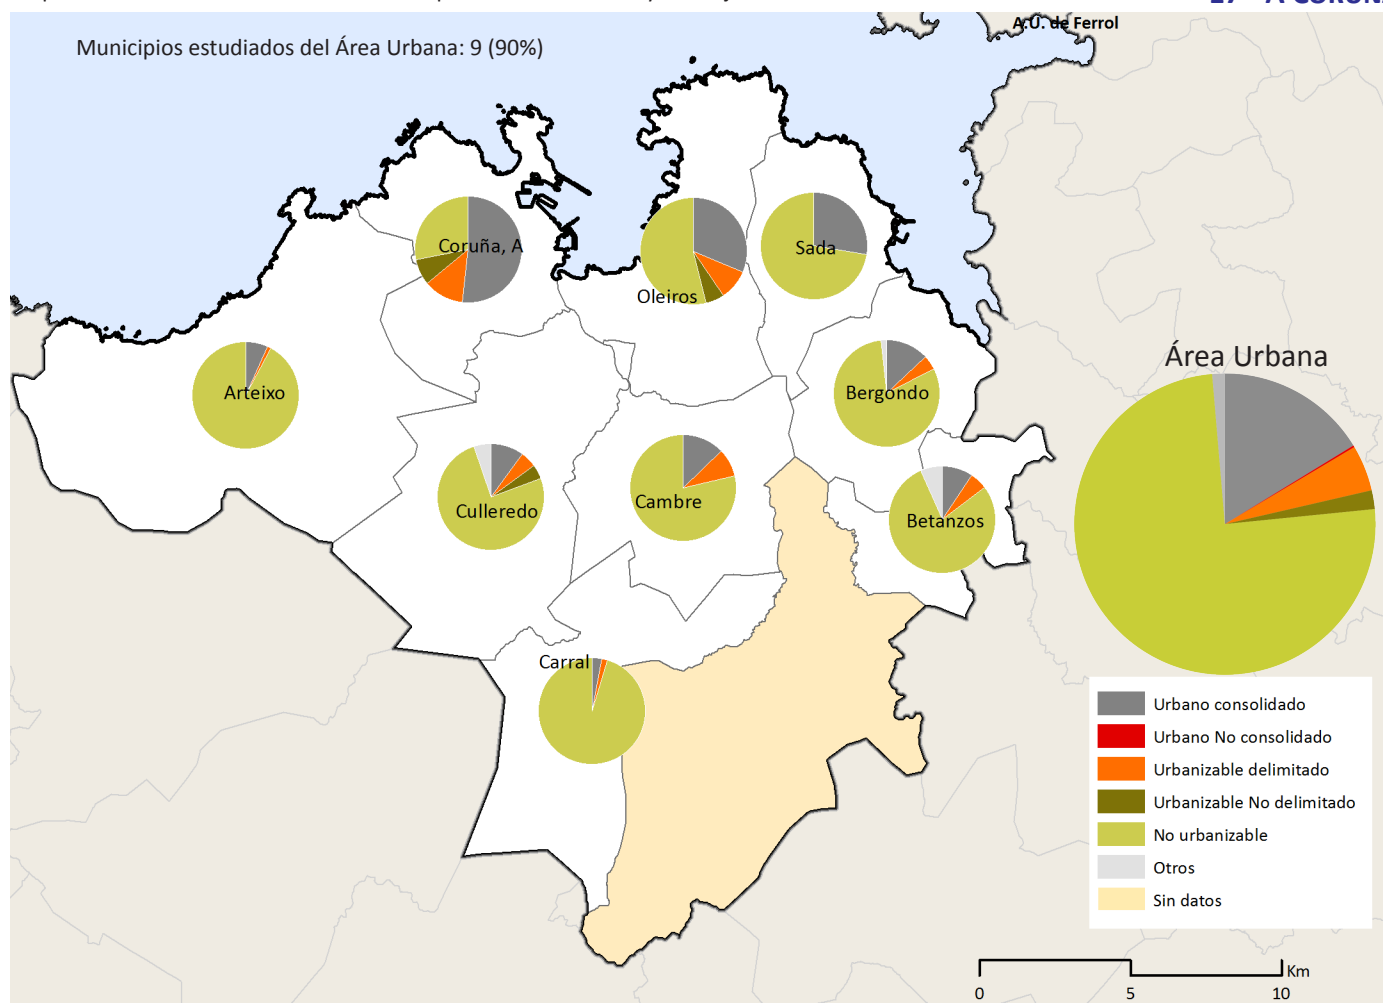 A.U. de Ferrol
Municipios estudiados del Área Urbana: 9 (90%)
Coruña, A
Sada
Oleiros
Área Urbana
Arteixo
Bergondo
Cambre
Culleredo
Betanzos
Carral
Urbano consolidado
Urbano No consolidado
Urbanizable delimitado
Urbanizable No delimitado
No urbanizable
Otros
Sin datos
Km
0 5 10